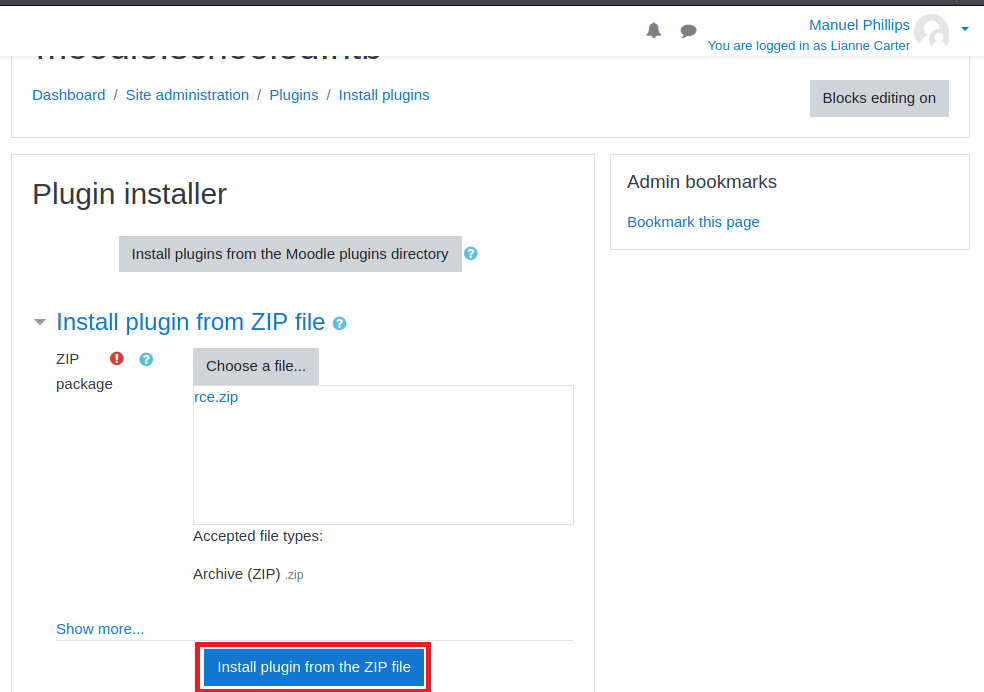 Manuel Phillips
You are logged in as Lianne Carter
Dashboard / Site administration / Plugins / Install plugins
Blocks editing on
Plugin installer
Install plugins from the Moodle plugins directory
Install plugin from ZIP file
ZIP package
Choose a file...
rce.zip
Accepted file types:
Archive (ZIP) .zip
Show more...
Install plugin from the ZIP file
Admin bookmarks
Bookmark this page